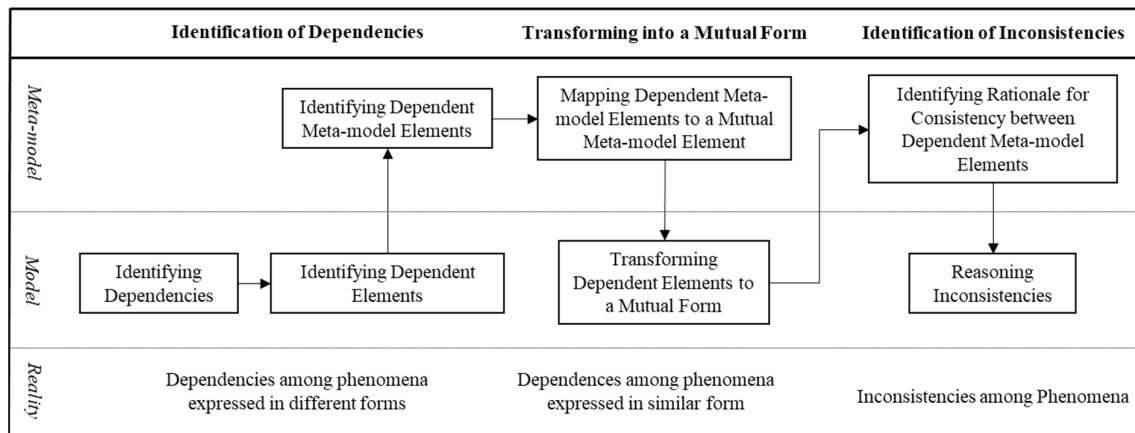 Identification of Dependencies
Transforming into a Mutual Form
Identification of Inconsistencies
Meta-model
Identifying Dependent
Meta-model Elements
Mapping Dependent Meta-
model Elements to a Mutual
Meta-model Element
Identifying Rationale for
Consistency between
Dependent Meta-model
Elements
Model
Identifying
Dependencies
Identifying Dependent
Elements
Transforming
Dependent Elements to
a Mutual Form
Reasoning
Inconsistencies
Reality
Dependencies among phenomena
expressed in different forms
Dependences among phenomena
expressed in similar form
Inconsistencies among Phenomena